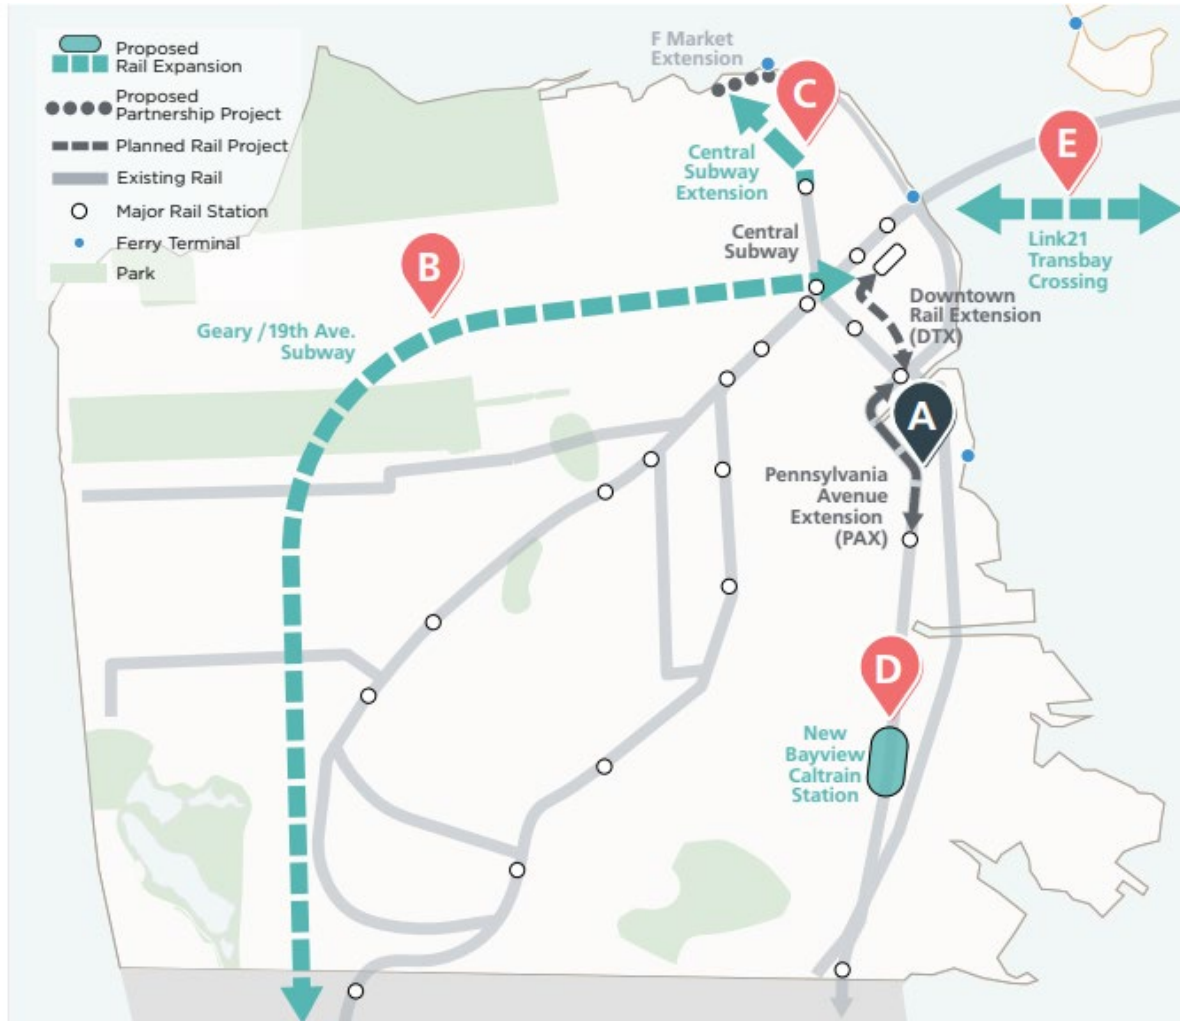 Proposed
Rail Expansion
Proposed
Partnership Project
Planned Rail Project
Existing Rail
Major Rail Station
Ferry Terminal
Park
F Market
Extension
C
Central
Subway
Extension
E
Link21
Transbay
Crossing
Central
Subway
B
Geary /19th Ave.
Subway
Downtown
Rail Extension
(DTX)
A
Pennsylvania
Avenue
Extension
(PAX)
D
New
Bayview
Caltrain
Station